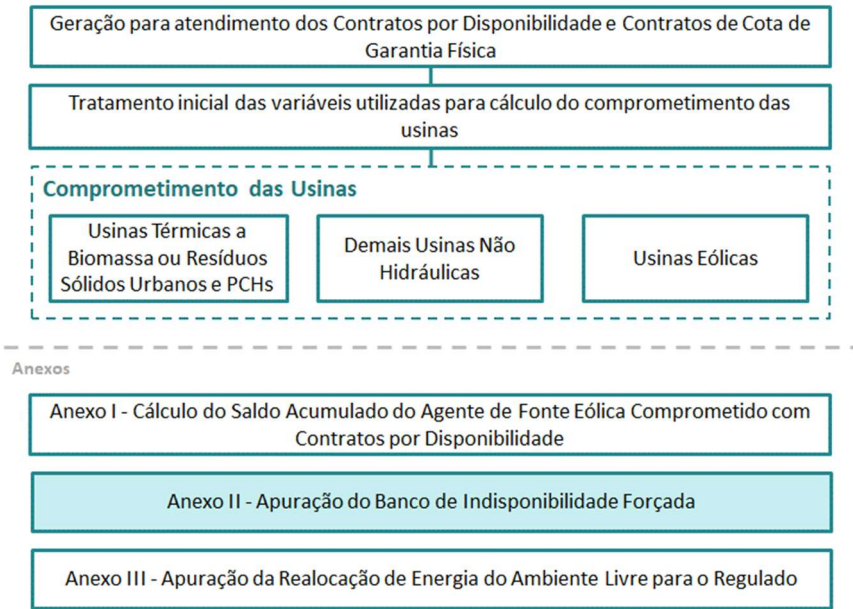 Geração para atendimento dos Contratos por Disponibilidade e Contratos de Cota de
Garantia Física
Tratamento inicial das variáveis utilizadas para cálculo do comprometimento das
usinas
Comprometimento das Usinas
Usinas Térmicas a
Biomassa ou Resíduos
Sólidos Urbanos e PCHs
Demais Usinas Não
Hidráulicas
Usinas Eólicas
Anexos
Anexo I - Cálculo do Saldo Acumulado do Agente de Fonte Eólica Comprometido com
Contratos por Disponibilidade
Anexo II - Apuração do Banco de Indisponibilidade Forçada
Anexo III - Apuração da Realocação de Energia do Ambiente Livre para o Regulado